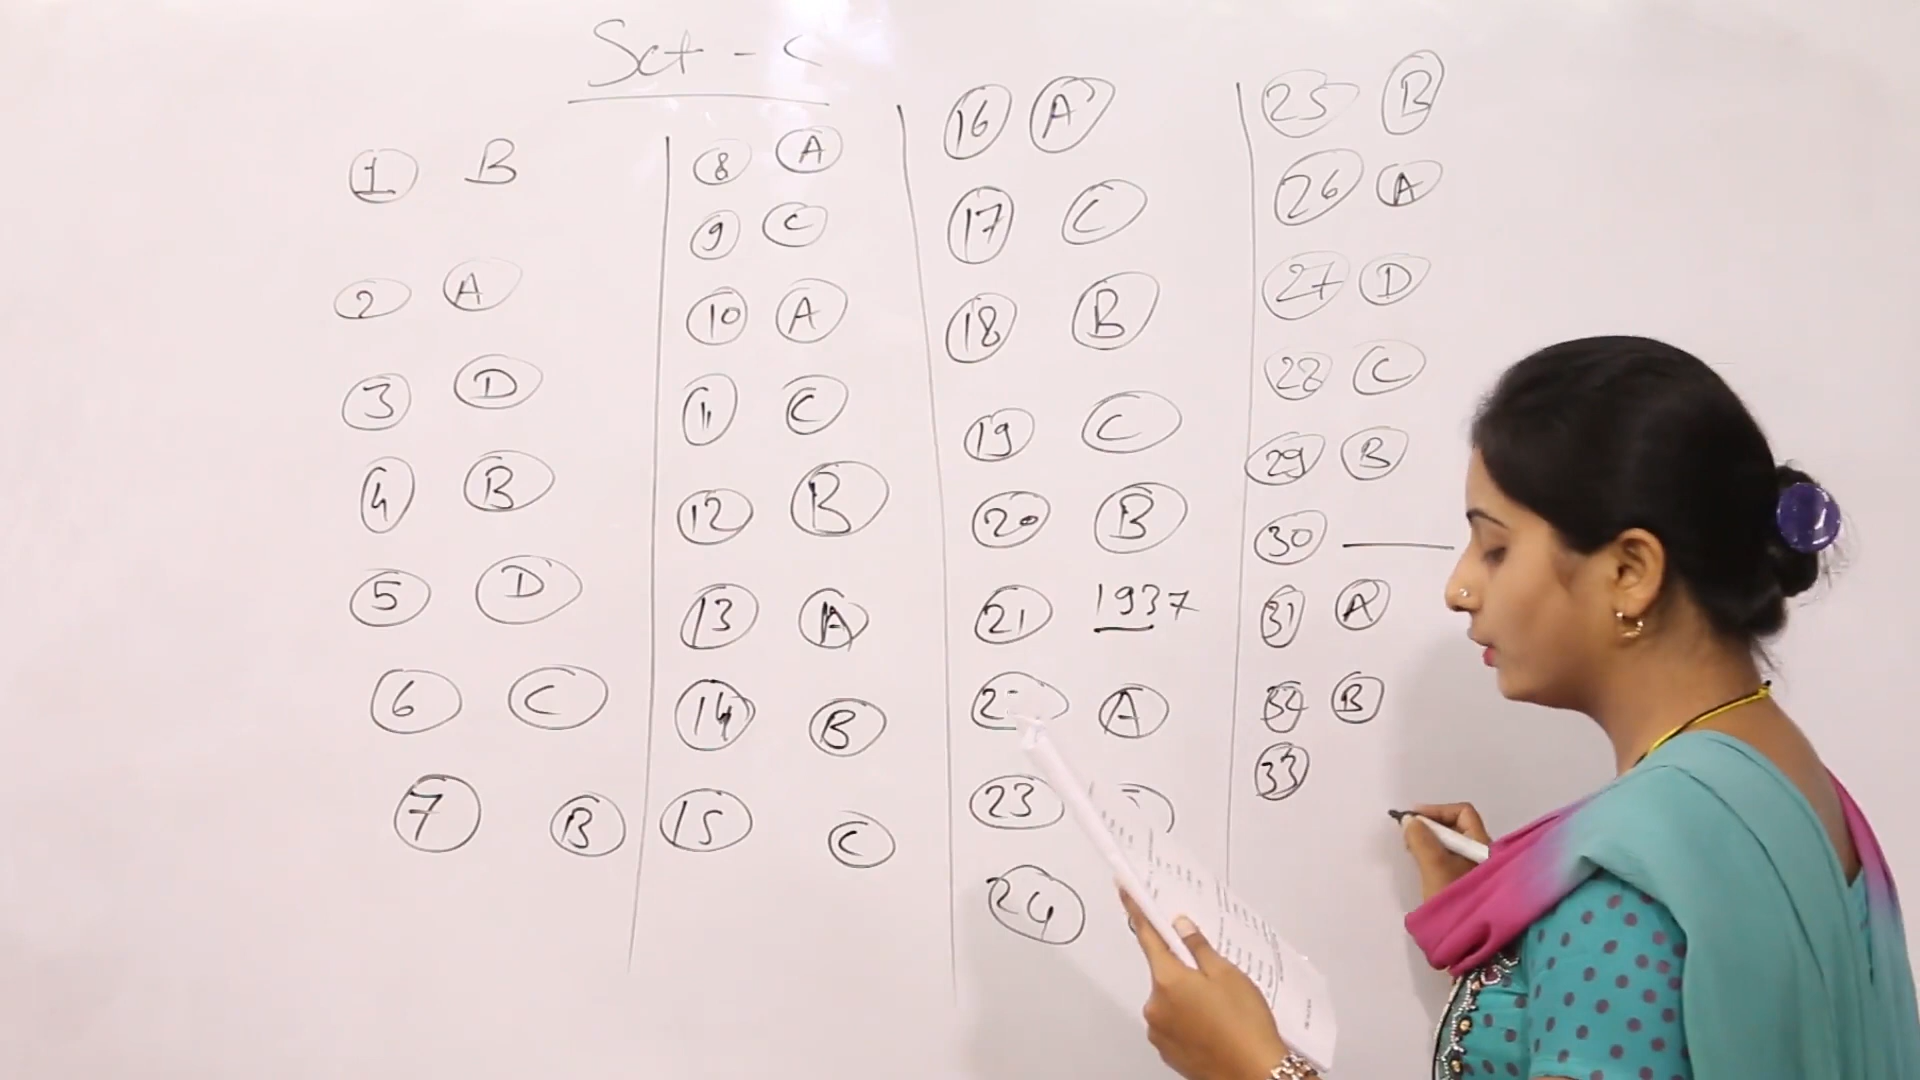 Set - C
1 B
2 A
3 D
4 B
5 D
6 C
7 B
8 A
9 C
10 A
11 C
12 B
13 A
14 B
15 C
16 A
17 C
18 B
19 C
20 B
21 1937
A
23
24
25 B
26 A
27 D
28 C
29 B
30 —
31 A
32 B
33